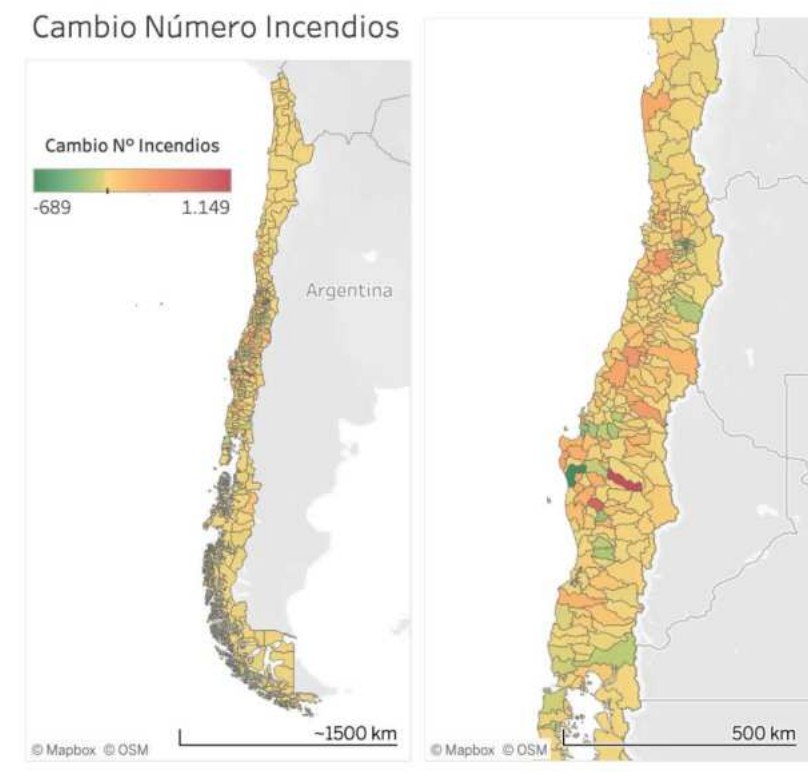 Cambio Número Incendios
Cambio Nº Incendios
-689 1.149
Argentina
~1500 km
© Mapbox © OSM
500 km
© Mapbox © OSM